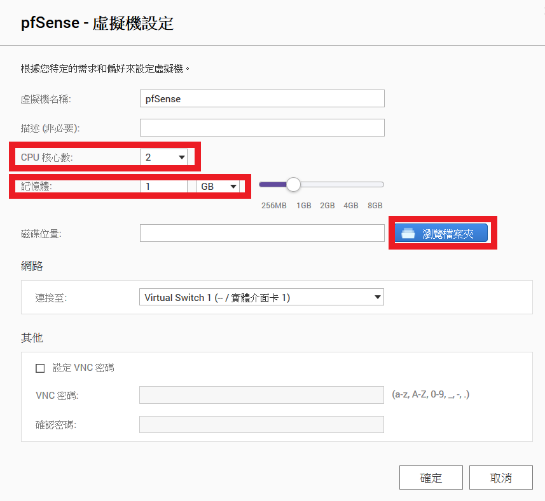 pfSense - 虛擬機設定
根據您特定的需求和偏好來設定虛擬機。
虛擬機名稱: pfSense
描述 (非必要):
CPU 核心數: 2
記憶體: 1 GB
256MB 1GB 2GB 4GB 8GB
磁碟位置: 瀏覽檔案夾
網路
連接至: Virtual Switch 1 (-- / 實體介面卡 1)
其他
設定 VNC 密碼
VNC 密碼: (a-z, A-Z, 0-9, _, -, .)
確認密碼:
確定 取消